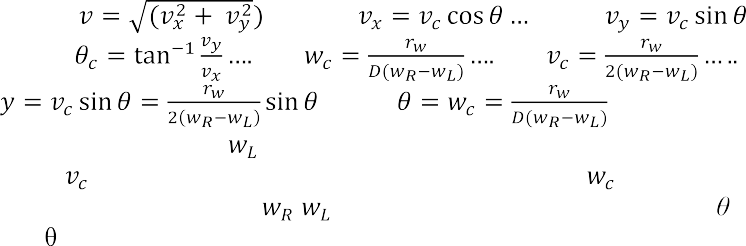 v = √(v_x^2 + v_y^2) v_x = v_c cos θ … v_y = v_c sin θ
θ_c = tan^{−1} v_y/v_x …. w_c = r_w/D(w_R−w_L) …. v_c = r_w/2(w_R−w_L) … ..
y = v_c sin θ = r_w/2(w_R−w_L) sin θ θ = w_c = r_w/D(w_R−w_L)
w_L
v_c w_c
w_R w_L θ
θ